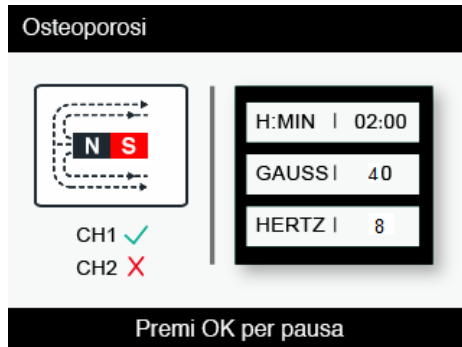 Osteoporosi
N S
CH1 ✓
CH2 X
H:MIN | 02:00
GAUSS | 40
HERTZ | 8
Premi OK per pausa